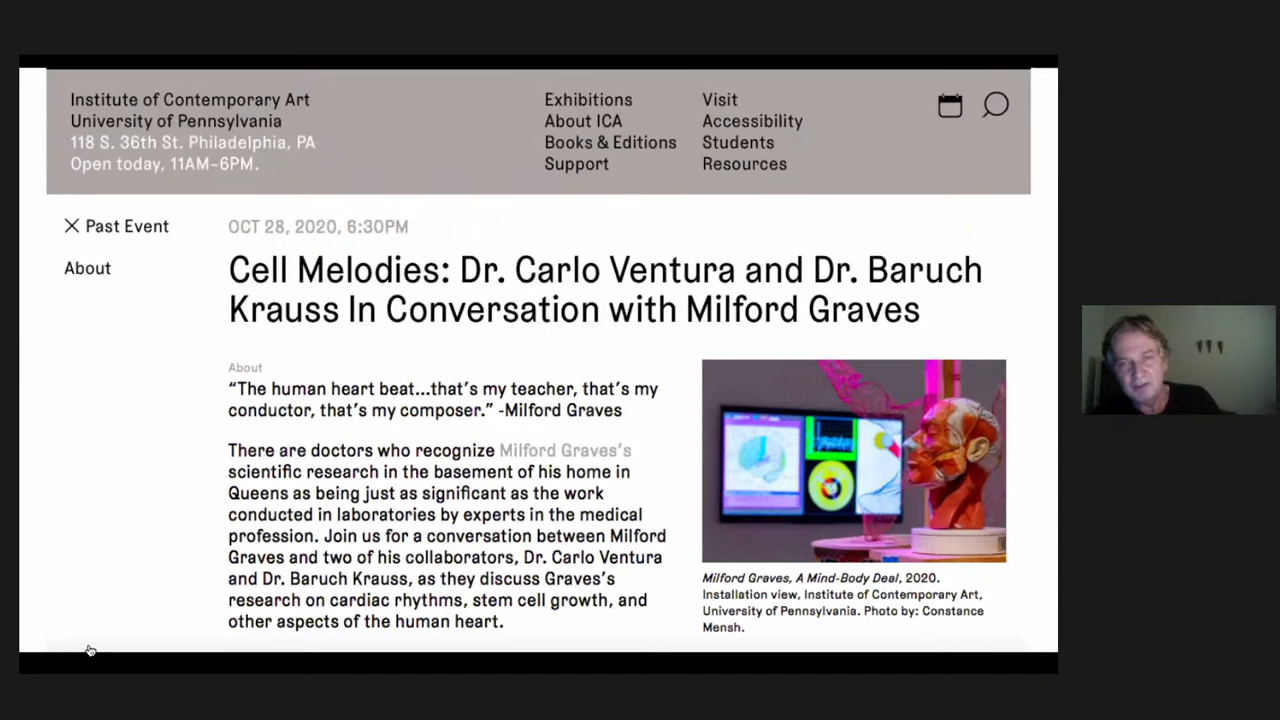 Institute of Contemporary Art
University of Pennsylvania
118 S. 36th St. Philadelphia, PA
Open today, 11AM–6PM.
Exhibitions
About ICA
Books & Editions
Support
Visit
Accessibility
Students
Resources
Past Event
About
OCT 28, 2020, 6:30PM
Cell Melodies: Dr. Carlo Ventura and Dr. Baruch
Krauss In Conversation with Milford Graves
About
“The human heart beat...that’s my teacher, that’s my
conductor, that’s my composer.” -Milford Graves
There are doctors who recognize Milford Graves’s
scientific research in the basement of his home in
Queens as being just as significant as the work
conducted in laboratories by experts in the medical
profession. Join us for a conversation between Milford
Graves and two of his collaborators, Dr. Carlo Ventura
and Dr. Baruch Krauss, as they discuss Graves’s
research on cardiac rhythms, stem cell growth, and
other aspects of the human heart.
Milford Graves, A Mind-Body Deal, 2020.
Installation view, Institute of Contemporary Art,
University of Pennsylvania. Photo by: Constance
Mensh.